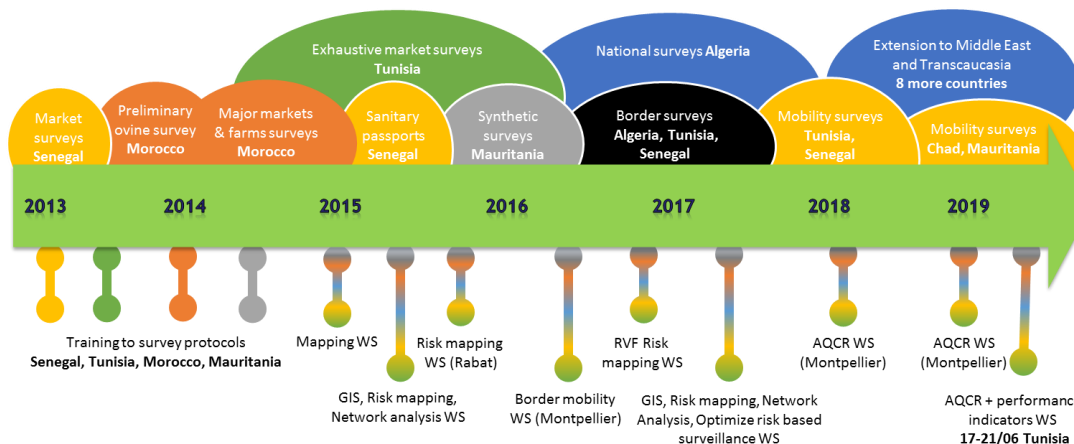 Exhaustive market surveys
Tunisia
National surveys Algeria
Extension to Middle East
and Transcaucasia
8 more countries
Market
surveys
Senegal
Preliminary
ovine survey
Morocco
Major markets
& farms surveys
Morocco
Sanitary
passports
Senegal
Synthetic
surveys
Mauritania
Border surveys
Algeria, Tunisia,
Senegal
Mobility surveys
Tunisia,
Senegal
Mobility surveys
Chad, Mauritania
2013
2014
2015
2016
2017
2018
2019
Training to survey protocols
Senegal, Tunisia, Morocco, Mauritania
Mapping WS
GIS, Risk mapping,
Network analysis WS
Risk mapping
WS (Rabat)
Border mobility
WS (Montpellier)
RVF Risk
mapping WS
GIS, Risk mapping, Network
Analysis, Optimize risk based
surveillance WS
AQCR WS
(Montpellier)
AQCR WS
(Montpellier)
AQCR + performance
indicators WS
17-21/06 Tunisia